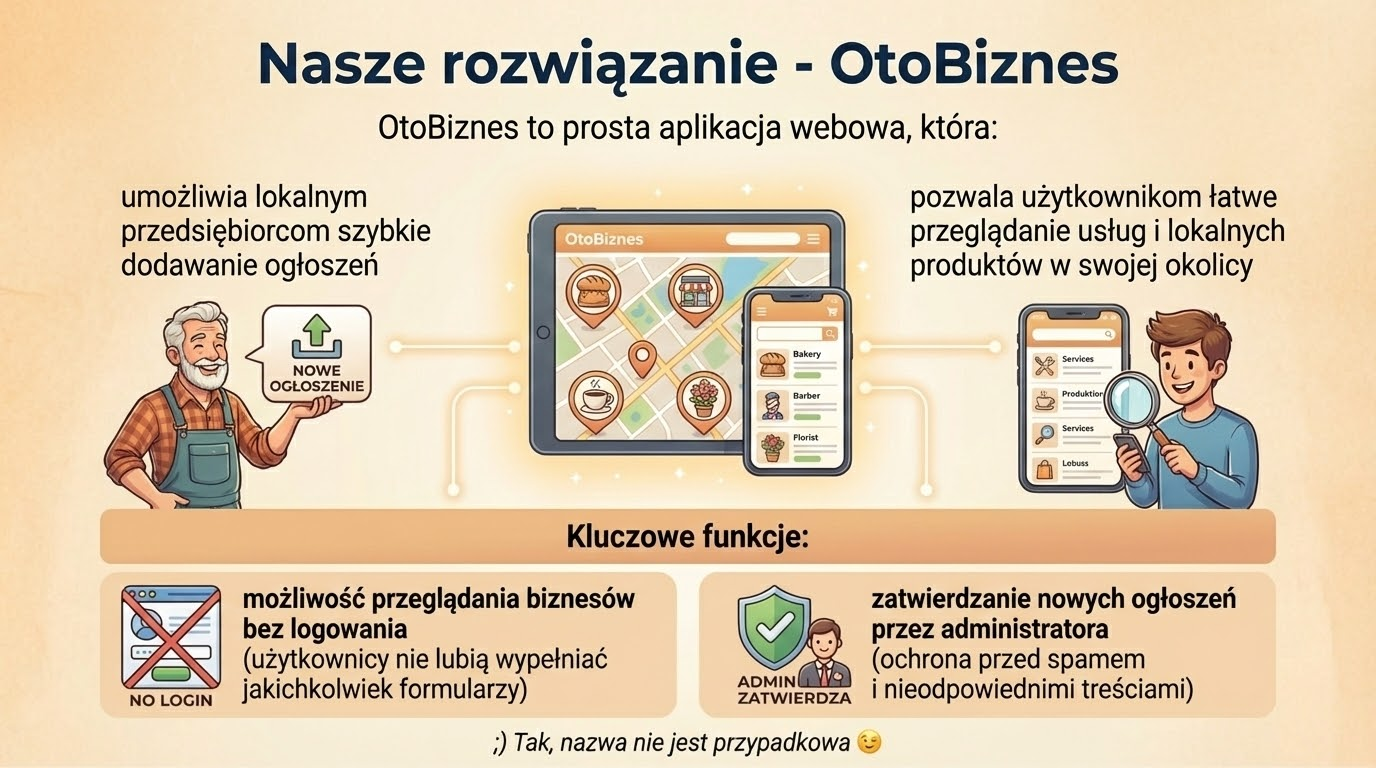 Nasze rozwiązanie - OtoBiznes
OtoBiznes to prosta aplikacja webowa, która:
umożliwia lokalnym
przedsiębiorcom szybkie
dodawanie ogłoszeń
NOWE
OGŁOSZENIE
OtoBiznes
Bakery
Barber
Florist
pozwala użytkownikom łatwe
przeglądanie usług i lokalnych
produktów w swojej okolicy
Services
Produktion
Services
Lobuss
Kluczowe funkcje:
NO LOGIN
możliwość przeglądania biznesów
bez logowania
(użytkownicy nie lubią wypełniać
jakichkolwiek formularzy)
ADMIN
ZATWIERDZA
zatwierdzanie nowych ogłoszeń
przez administratora
(ochrona przed spamem
i nieodpowiednimi treściami)
;) Tak, nazwa nie jest przypadkowa 😉